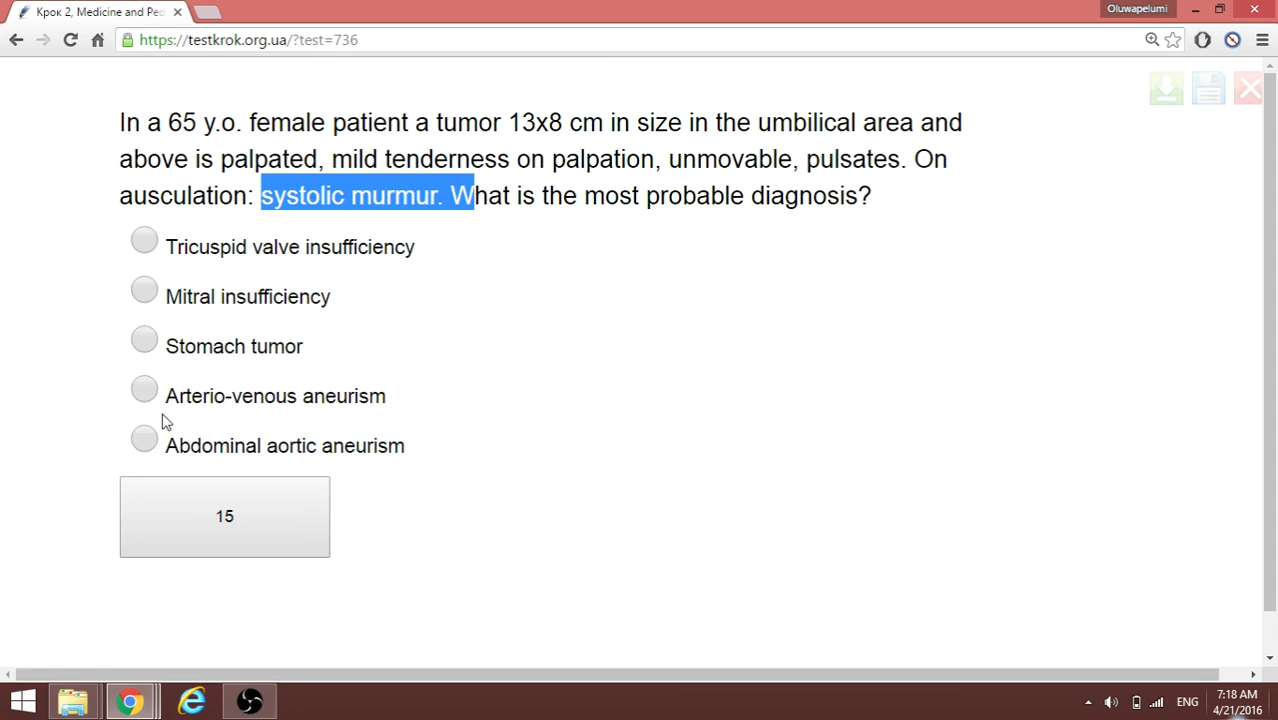 Крок 2, Medicine and Ped
Oluwapelumi
https://testkrok.org.ua/?test=736
In a 65 y.o. female patient a tumor 13x8 cm in size in the umbilical area and
above is palpated, mild tenderness on palpation, unmovable, pulsates. On
ausculation: systolic murmur. What is the most probable diagnosis?
Tricuspid valve insufficiency
Mitral insufficiency
Stomach tumor
Arterio-venous aneurism
Abdominal aortic aneurism
15
ENG
7:18 AM
4/21/2016